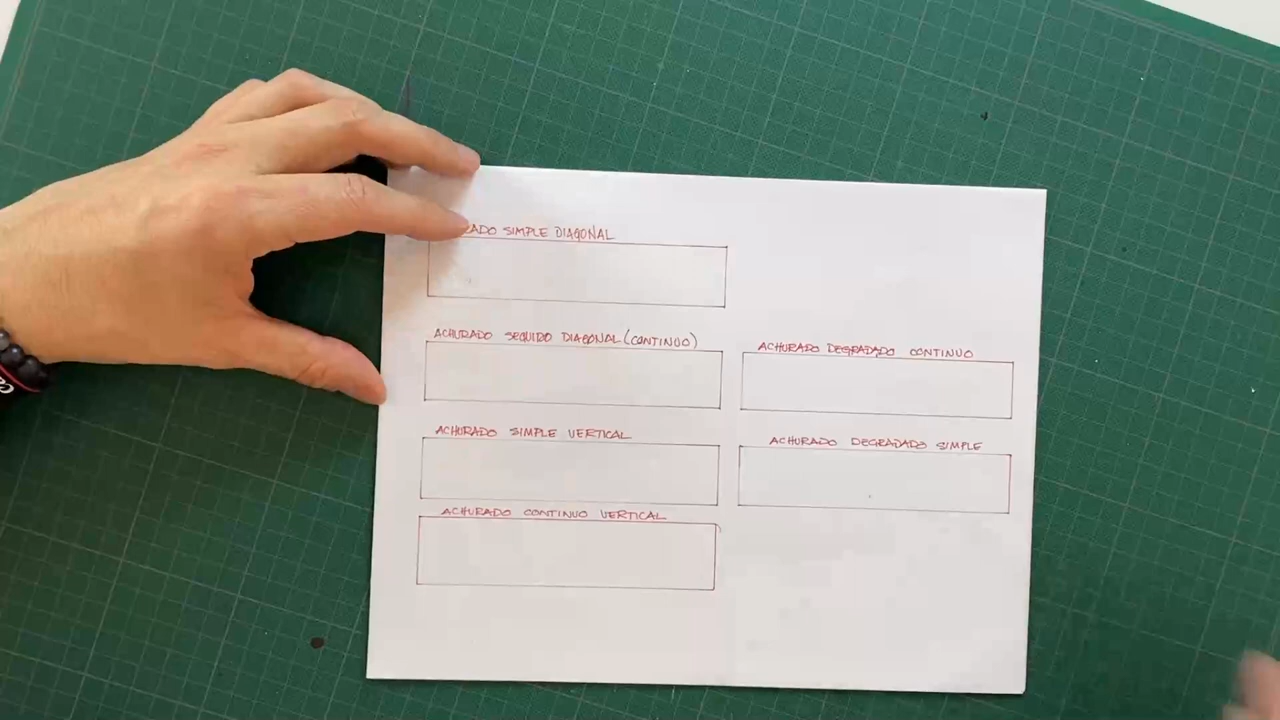 SIMPLE DIAGONAL
ACHURADO SEGUIDO DIAGONAL (CONTINUO)
ACHURADO DEGRADADO CONTINUO
ACHURADO SIMPLE VERTICAL
ACHURADO DEGRADADO SIMPLE
ACHURADO CONTINUO VERTICAL